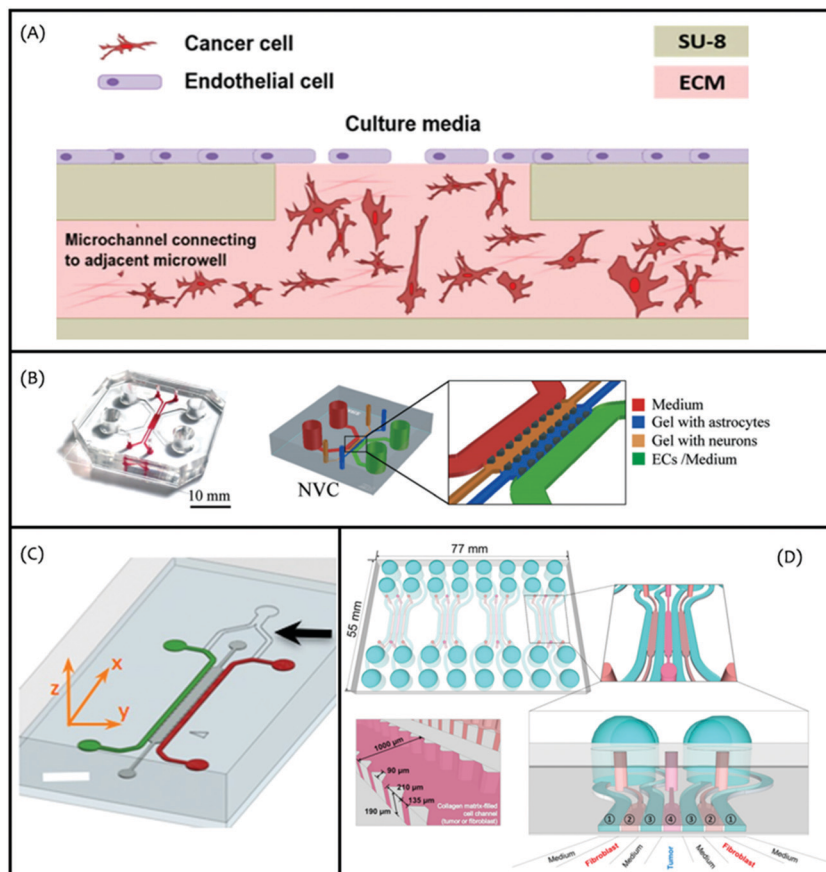 (A)
Cancer cell
Endothelial cell
SU-8
ECM
Culture media
Microchannel connecting
to adjacent microwell
(B)
10 mm
NVC
Medium
Gel with astrocytes
Gel with neurons
ECs /Medium
(C)
z
x
y
(D)
77 mm
55 mm
1000 μm
90 μm
210 μm
135 μm
190 μm
Collagen matrix-filled
cell channel
(tumor or fibroblast)
① ② ③ ④ ③ ② ①
Medium
Fibroblast
Medium
Tumor
Medium
Fibroblast
Medium